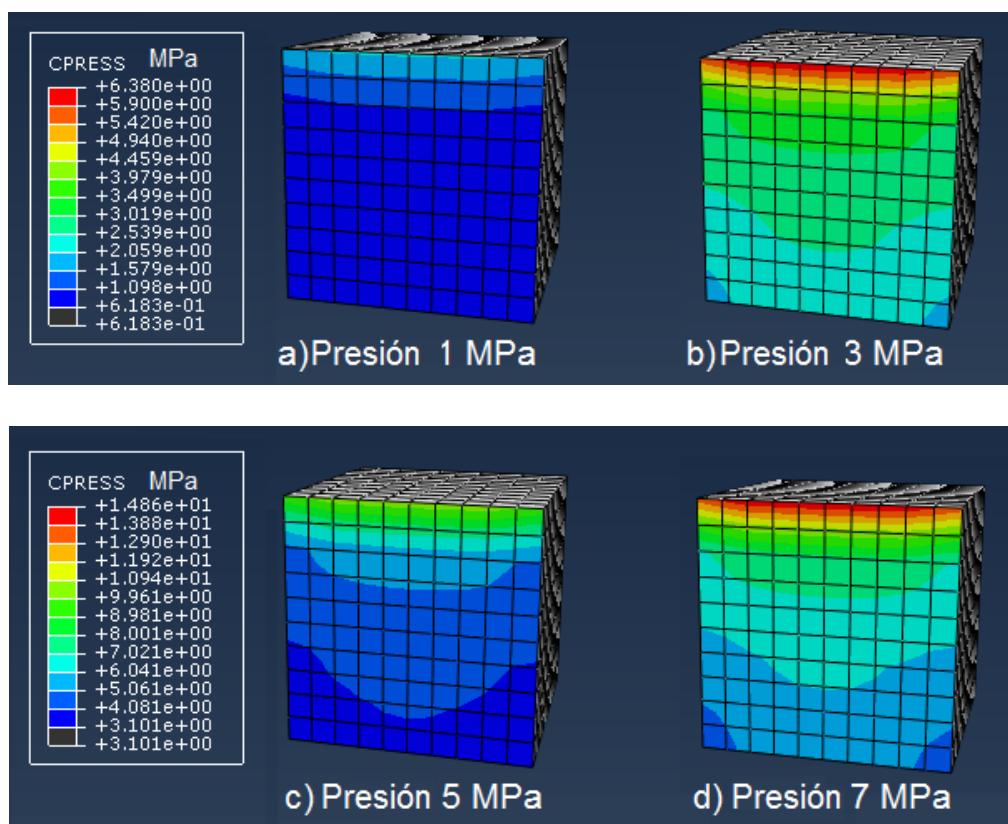 CPRESS MPa
+6.380e+00
+5.900e+00
+5.420e+00
+4.940e+00
+4.459e+00
+3.979e+00
+3.499e+00
+3.019e+00
+2.539e+00
+2.059e+00
+1.579e+00
+1.098e+00
+6.183e-01
+6.183e-01
a)Presión 1 MPa
b)Presión 3 MPa
CPRESS MPa
+1.486e+01
+1.388e+01
+1.290e+01
+1.192e+01
+1.094e+01
+9.961e+00
+8.981e+00
+8.001e+00
+7.021e+00
+6.041e+00
+5.061e+00
+4.081e+00
+3.101e+00
+3.101e+00
c) Presión 5 MPa
d) Presión 7 MPa